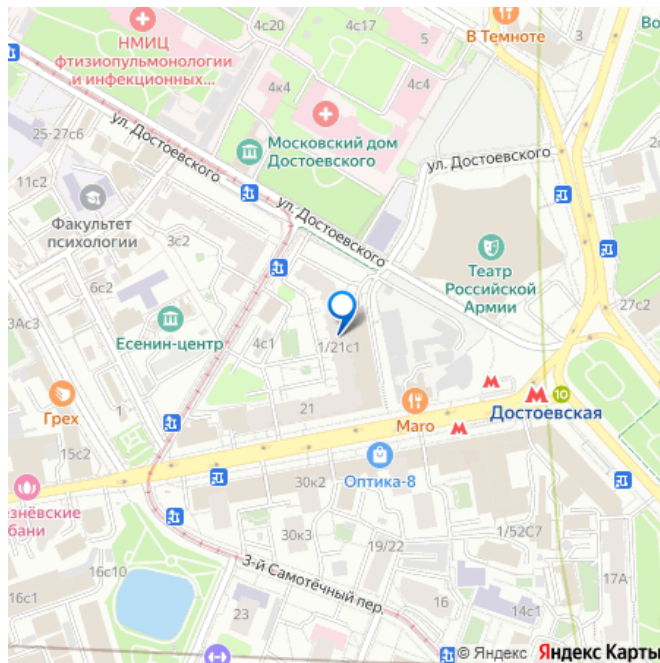 4с20
4с17
НМИЦ
фтизиопульмонологии
и инфекционных...
5
В Темноте
3
Во
4к4
4с4
25-27с6
ул. Достоевского
Московский дом
Достоевского
ул. Достоевского
11с2
Факультет
психологии
3с2
ул. Достоевского
Театр
Российской
Армии
6с2
27с2
3Ас3
Есенин-центр
4с1
1/21с1
Грех
1
21
Maro
10
Достоевская
15с2
30к2
Оптика-8
знёвские
бани
30к3
19/22
1/52С7
16с10
3-й Самотёчный пер.
17А
16с1
23
16
14с1
© Яндекс Яндекс Карты